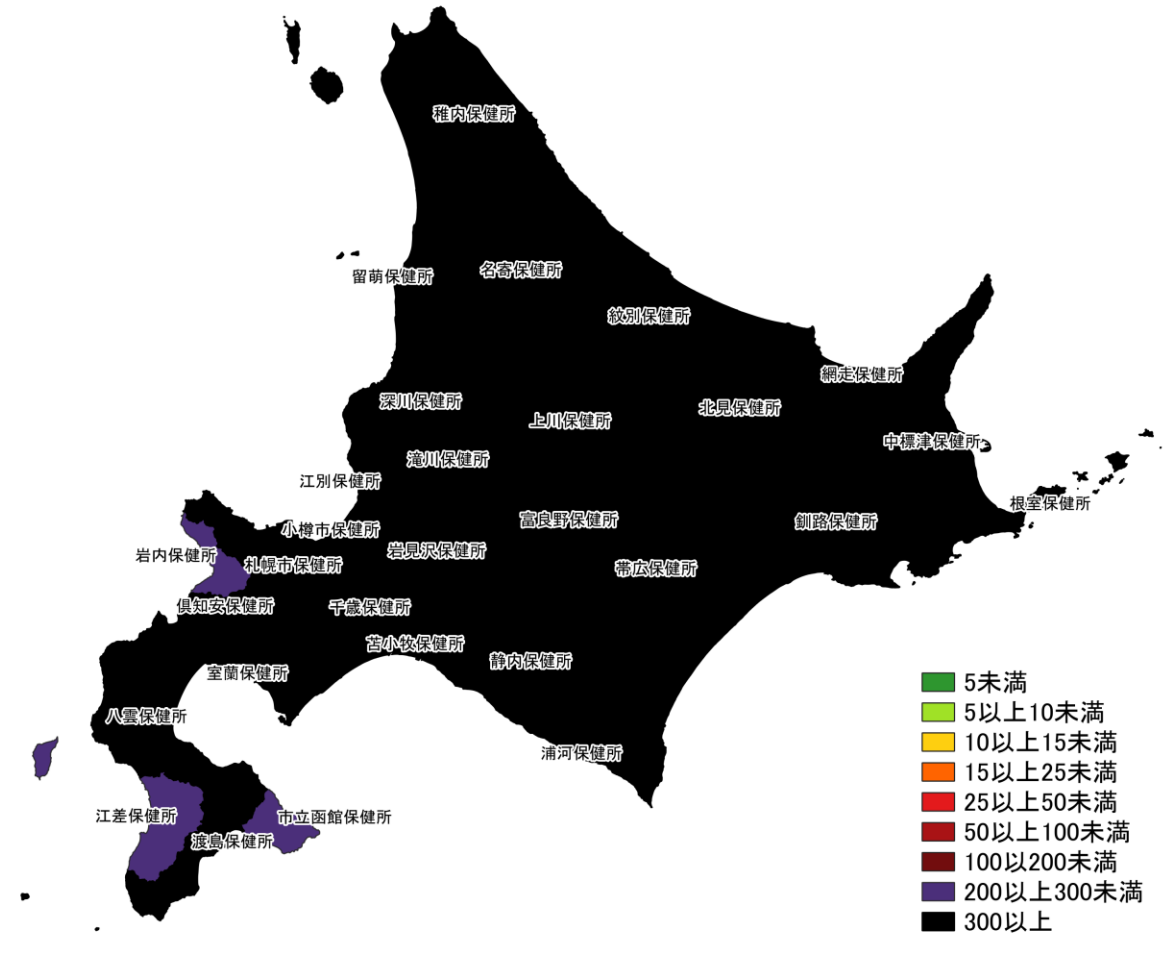 稚内保健所
名寄保健所
留萌保健所
紋別保健所
網走保健所
深川保健所
北見保健所
上川保健所
中標津保健所
滝川保健所
江別保健所
根室保健所
富良野保健所
釧路保健所
小樽市保健所
岩見沢保健所
岩内保健所
札幌市保健所
帯広保健所
倶知安保健所
千歳保健所
苫小牧保健所
静内保健所
室蘭保健所
八雲保健所
浦河保健所
江差保健所
市立函館保健所
渡島保健所
5未満
5以上10未満
10以上15未満
15以上25未満
25以上50未満
50以上100未満
100以200未満
200以上300未満
300以上